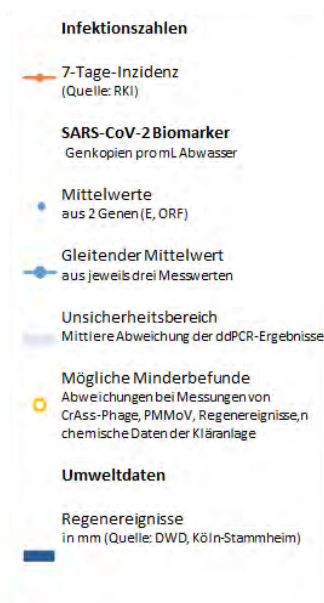 Infektionszahlen
7-Tage-Inzidenz
(Quelle: RKI)
SARS-CoV-2 Biomarker
Genkopien pro mL Abwasser
Mittelwerte
aus 2 Genen (E, ORF)
Gleitender Mittelwert
aus jeweils drei Messwerten
Unsicherheitsbereich
Mittlere Abweichung der ddPCR-Ergebnisse
Mögliche Minderbefunde
Abweichungen bei Messungen von
CrAss-Phage, PMMoV, Regenereignisse,n
chemische Daten der Kläranlage
Umweltdaten
Regenereignisse
in mm (Quelle: DWD, Köln-Stammheim)